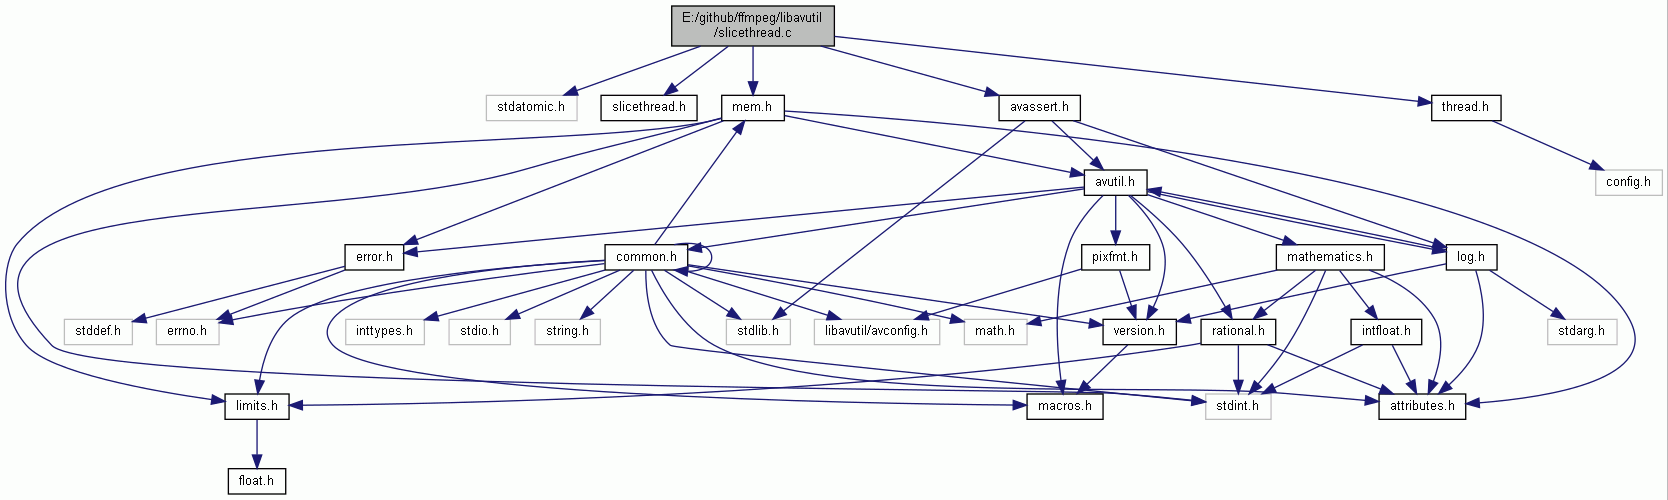 E:/github/ffmpeg/libavutil
/slicethread.c
stdatomic.h
slicethread.h
mem.h
avassert.h
thread.h
avutil.h
config.h
error.h
common.h
pixfmt.h
mathematics.h
log.h
stddef.h
errno.h
inttypes.h
stdio.h
string.h
stdlib.h
libavutil/avconfig.h
math.h
version.h
rational.h
intfloat.h
stdarg.h
limits.h
macros.h
stdint.h
attributes.h
float.h